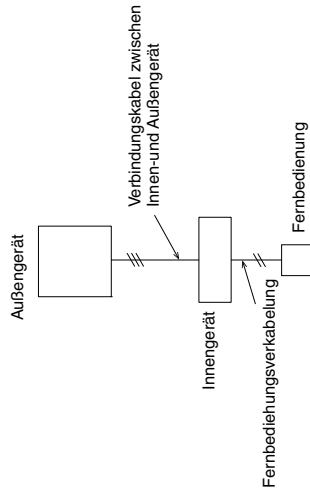 Außengerät
Verbindungskabel zwischen
Innen-und Außengerät
Innengerät
Fernbediehungsverkabelung
Fernbedienung